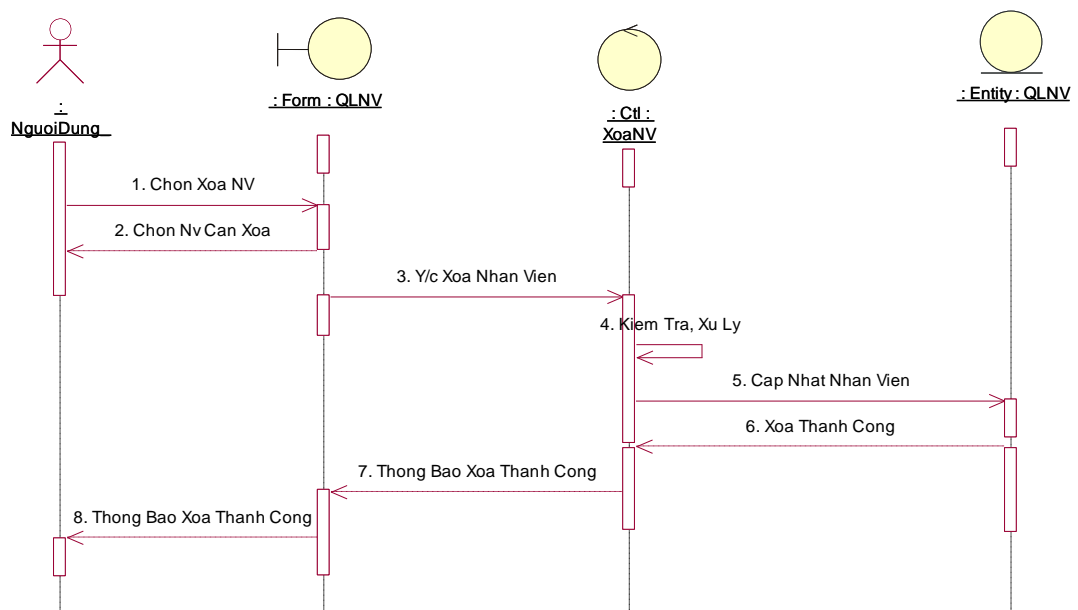 :
NguoiDung
: Form : QLNV
: Ctl :
XoaNV
: Entity : QLNV
1. Chon Xoa NV
2. Chon Nv Can Xoa
3. Y/c Xoa Nhan Vien
4. Kiem Tra, Xu Ly
5. Cap Nhat Nhan Vien
6. Xoa Thanh Cong
7. Thong Bao Xoa Thanh Cong
8. Thong Bao Xoa Thanh Cong